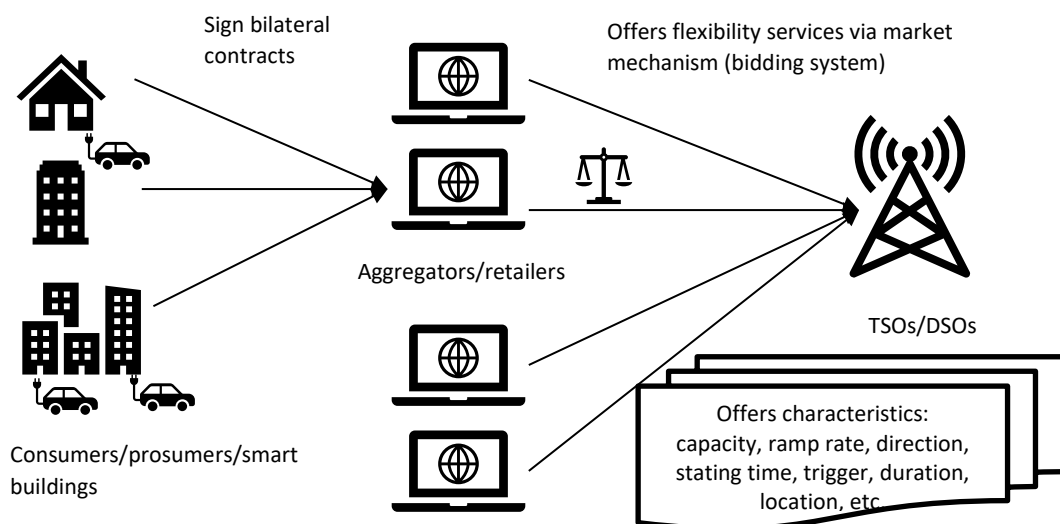 Sign bilateral
contracts
Offers flexibility services via market
mechanism (bidding system)
Aggregators/retailers
TSOs/DSOs
Consumers/prosumers/smart
buildings
Offers characteristics:
capacity, ramp rate, direction,
stating time, trigger, duration,
location, etc.